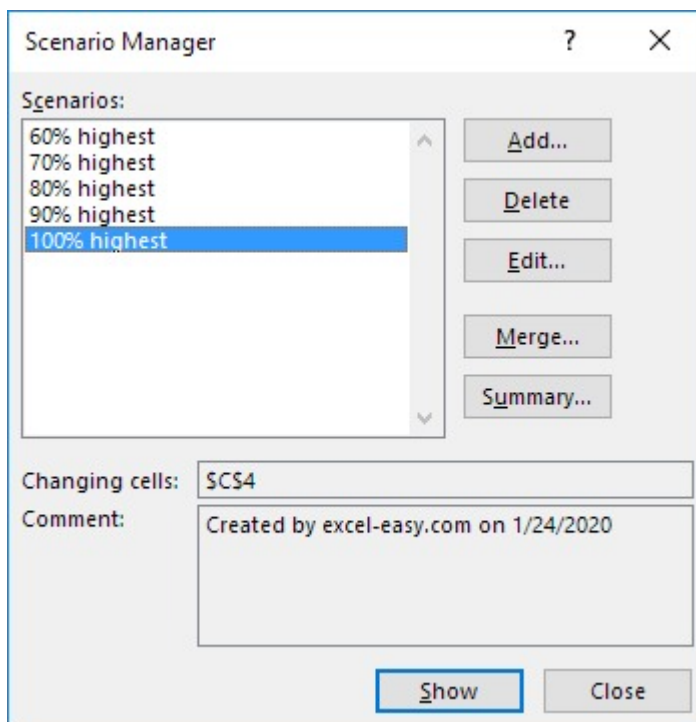 Scenario Manager
?
Scenarios:
60% highest
70% highest
80% highest
90% highest
100% highest
Add...
Delete
Edit...
Merge...
Summary...
Changing cells: $C$4
Comment: Created by excel-easy.com on 1/24/2020
Show Close